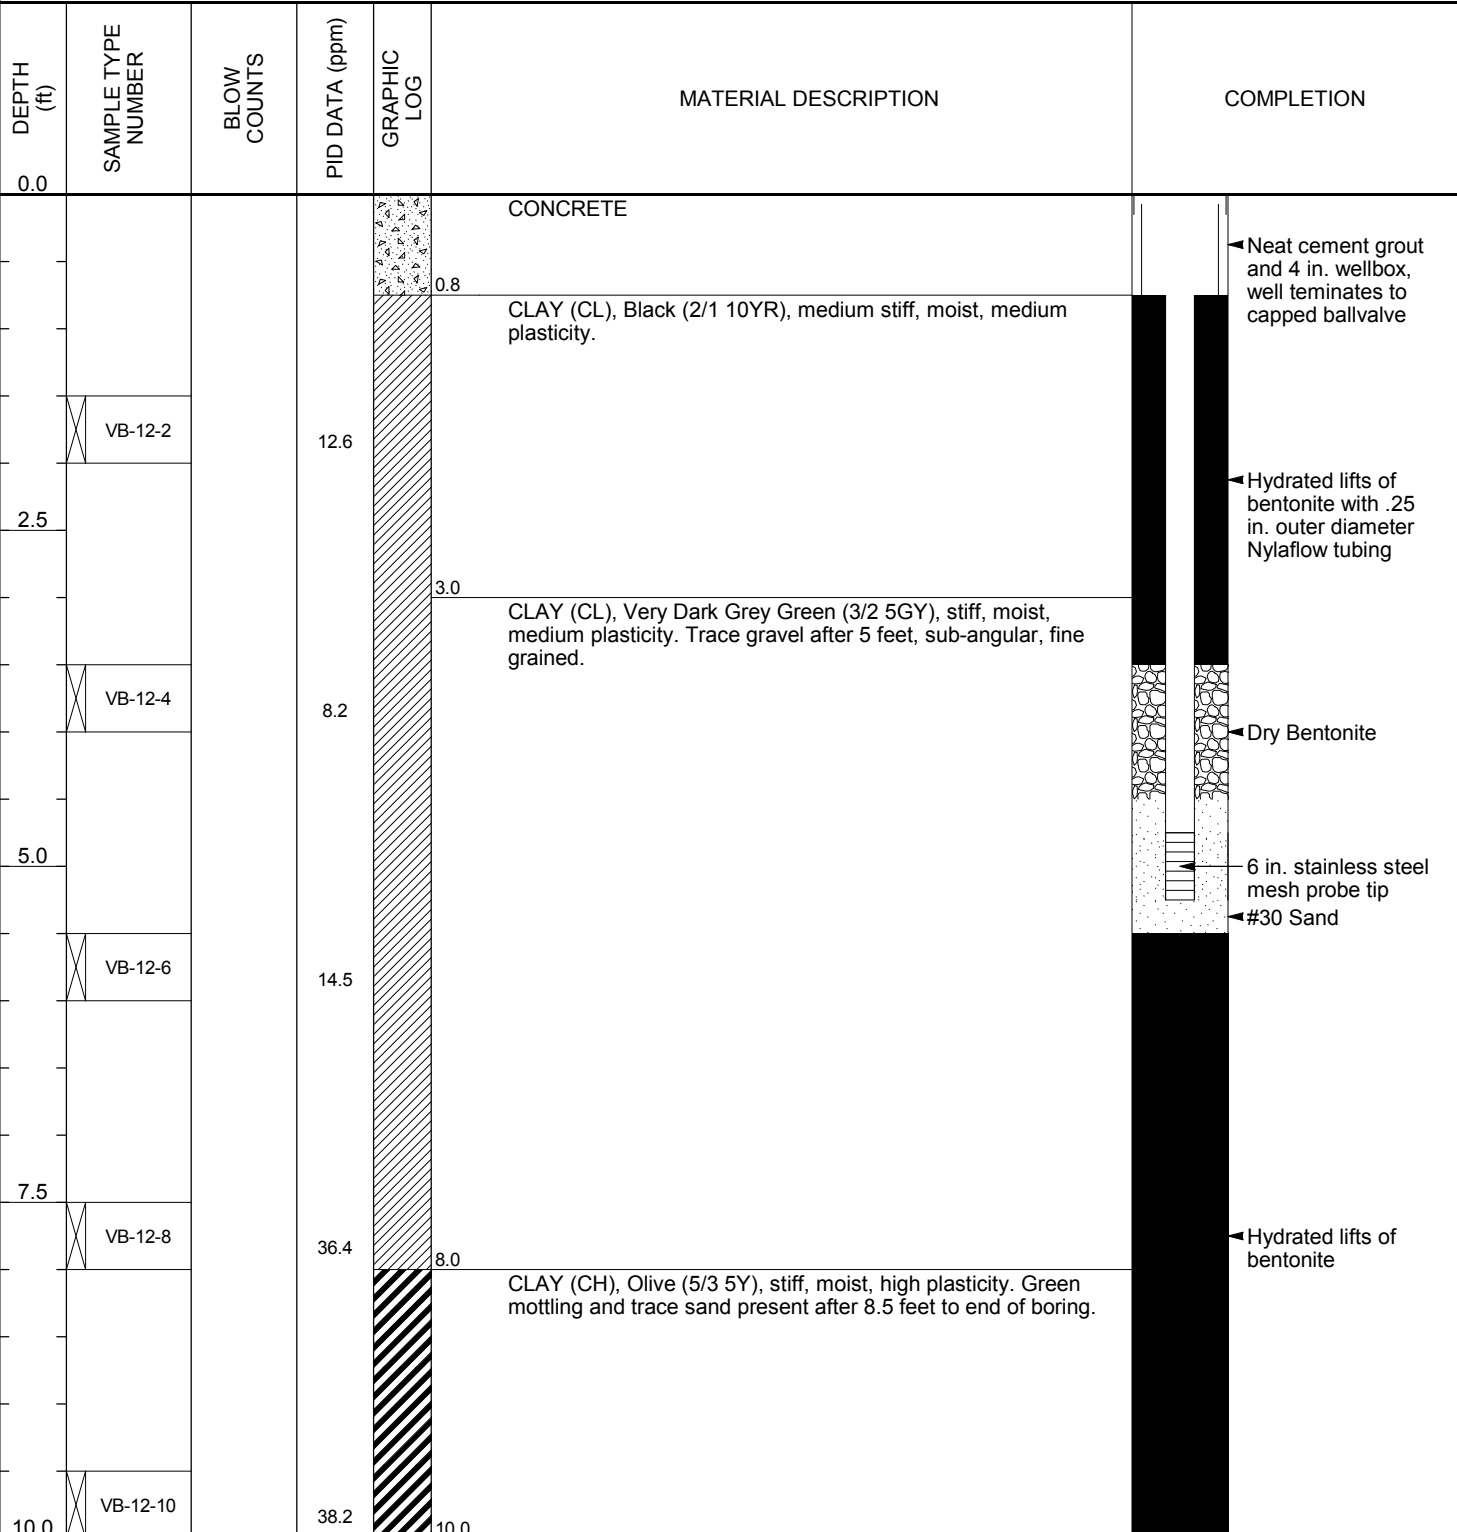 DEPTH
(ft)
SAMPLE TYPE
NUMBER
BLOW
COUNTS
PID DATA (ppm)
GRAPHIC
LOG
MATERIAL DESCRIPTION
COMPLETION
0.0
CONCRETE
Neat cement grout
and 4 in. wellbox,
well teminates to
capped ballvalve
0.8
CLAY (CL), Black (2/1 10YR), medium stiff, moist, medium
plasticity.
VB-12-2
12.6
Hydrated lifts of
bentonite with .25
in. outer diameter
Nylaflow tubing
2.5
3.0
CLAY (CL), Very Dark Grey Green (3/2 5GY), stiff, moist,
medium plasticity. Trace gravel after 5 feet, sub-angular, fine
grained.
VB-12-4
8.2
Dry Bentonite
5.0
6 in. stainless steel
mesh probe tip
#30 Sand
VB-12-6
14.5
7.5
VB-12-8
36.4
Hydrated lifts of
bentonite
8.0
CLAY (CH), Olive (5/3 5Y), stiff, moist, high plasticity. Green
mottling and trace sand present after 8.5 feet to end of boring.
VB-12-10
38.2
10.0
10.0